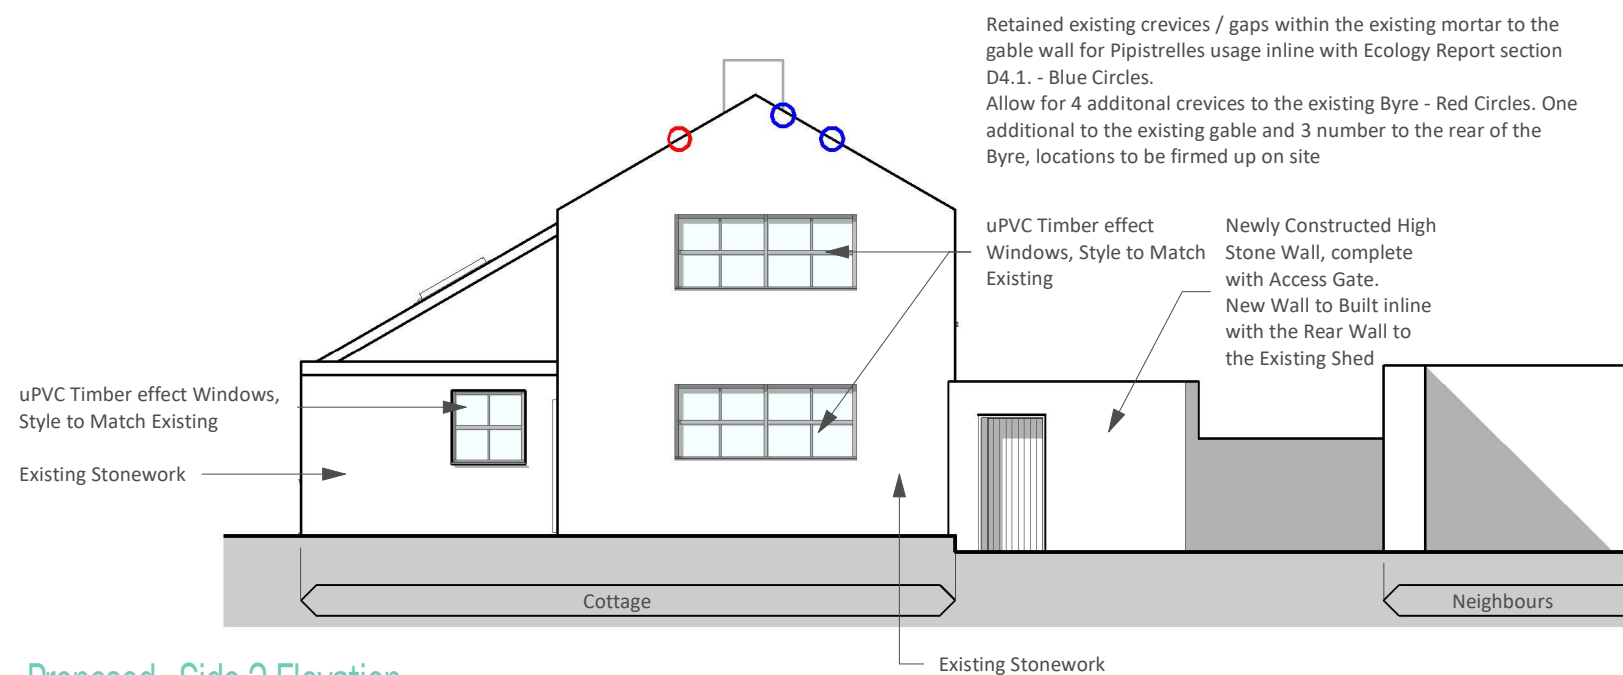 Retained existing crevices / gaps within the existing mortar to the
gable wall for Pipistrelles usage inline with Ecology Report section
D4.1. - Blue Circles.
Allow for 4 additonal crevices to the existing Byre - Red Circles. One
additional to the existing gable and 3 number to the rear of the
Byre, locations to be firmed up on site
uPVC Timber effect
Windows, Style to Match
Existing
Newly Constructed High
Stone Wall, complete
with Access Gate.
New Wall to Built inline
with the Rear Wall to
the Existing Shed
uPVC Timber effect Windows,
Style to Match Existing
Existing Stonework
Cottage
Neighbours
Existing Stonework
Proposed - Side 2 Elevation